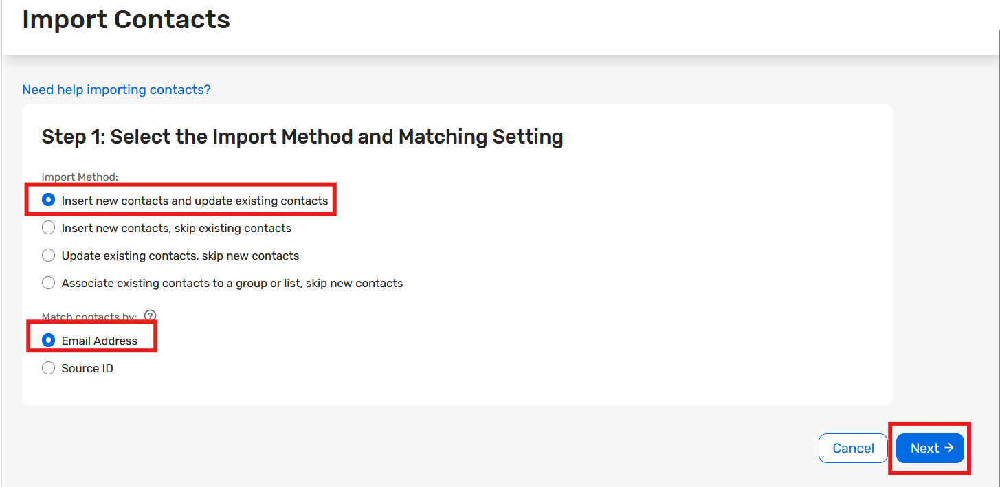 Import Contacts
Need help importing contacts?
Step 1: Select the Import Method and Matching Setting
Import Method:
Insert new contacts and update existing contacts
Insert new contacts, skip existing contacts
Update existing contacts, skip new contacts
Associate existing contacts to a group or list, skip new contacts
Match contacts by: ?
Email Address
Source ID
Cancel Next →